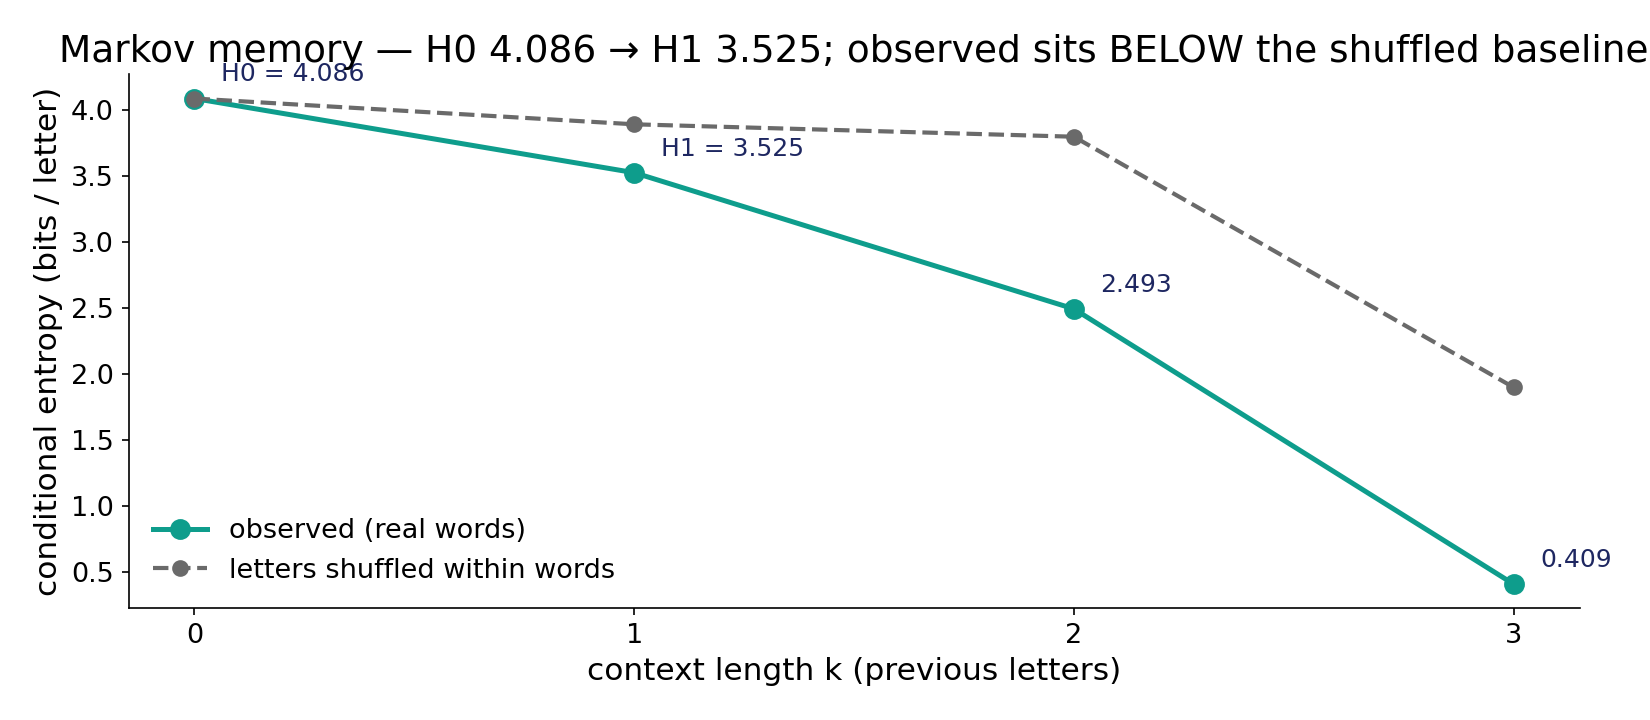 Markov memory — H0 4.086 → H1 3.525; observed sits BELOW the shuffled baseline
H0 = 4.086
H1 = 3.525
2.493
0.409
conditional entropy (bits / letter)
4.0
3.5
3.0
2.5
2.0
1.5
1.0
0.5
observed (real words)
letters shuffled within words
0 1 2 3
context length k (previous letters)